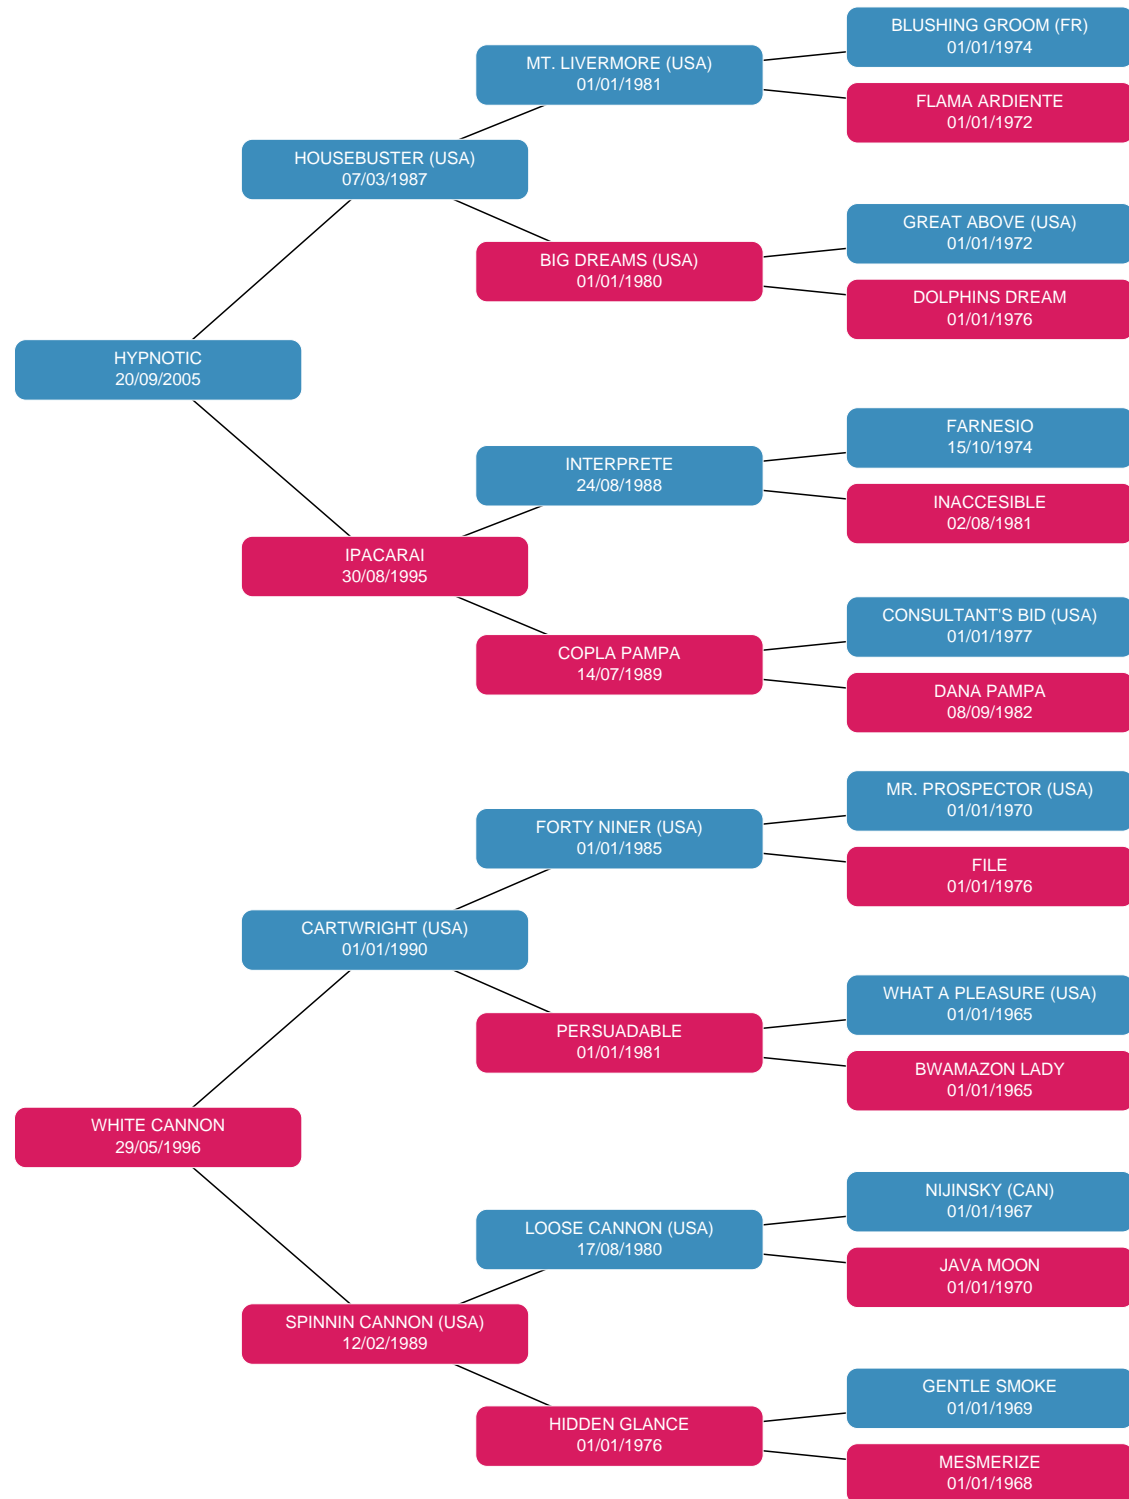 BLUSHING GROOM (FR)
01/01/1974
MT. LIVERMORE (USA)
01/01/1981
FLAMA ARDIENTE
01/01/1972
HOUSEBUSTER (USA)
07/03/1987
GREAT ABOVE (USA)
01/01/1972
BIG DREAMS (USA)
01/01/1980
DOLPHINS DREAM
01/01/1976
HYPNOTIC
20/09/2005
FARNESIO
15/10/1974
INTERPRETE
24/08/1988
INACCESIBLE
02/08/1981
IPACARAI
30/08/1995
CONSULTANT'S BID (USA)
01/01/1977
COPLA PAMPA
14/07/1989
DANA PAMPA
08/09/1982
MR. PROSPECTOR (USA)
01/01/1970
FORTY NINER (USA)
01/01/1985
FILE
01/01/1976
CARTWRIGHT (USA)
01/01/1990
WHAT A PLEASURE (USA)
01/01/1965
PERSUADABLE
01/01/1981
BWAMAZON LADY
01/01/1965
WHITE CANNON
29/05/1996
NIJINSKY (CAN)
01/01/1967
LOOSE CANNON (USA)
17/08/1980
JAVA MOON
01/01/1970
SPINNIN CANNON (USA)
12/02/1989
GENTLE SMOKE
01/01/1969
HIDDEN GLANCE
01/01/1976
MESMERIZE
01/01/1968